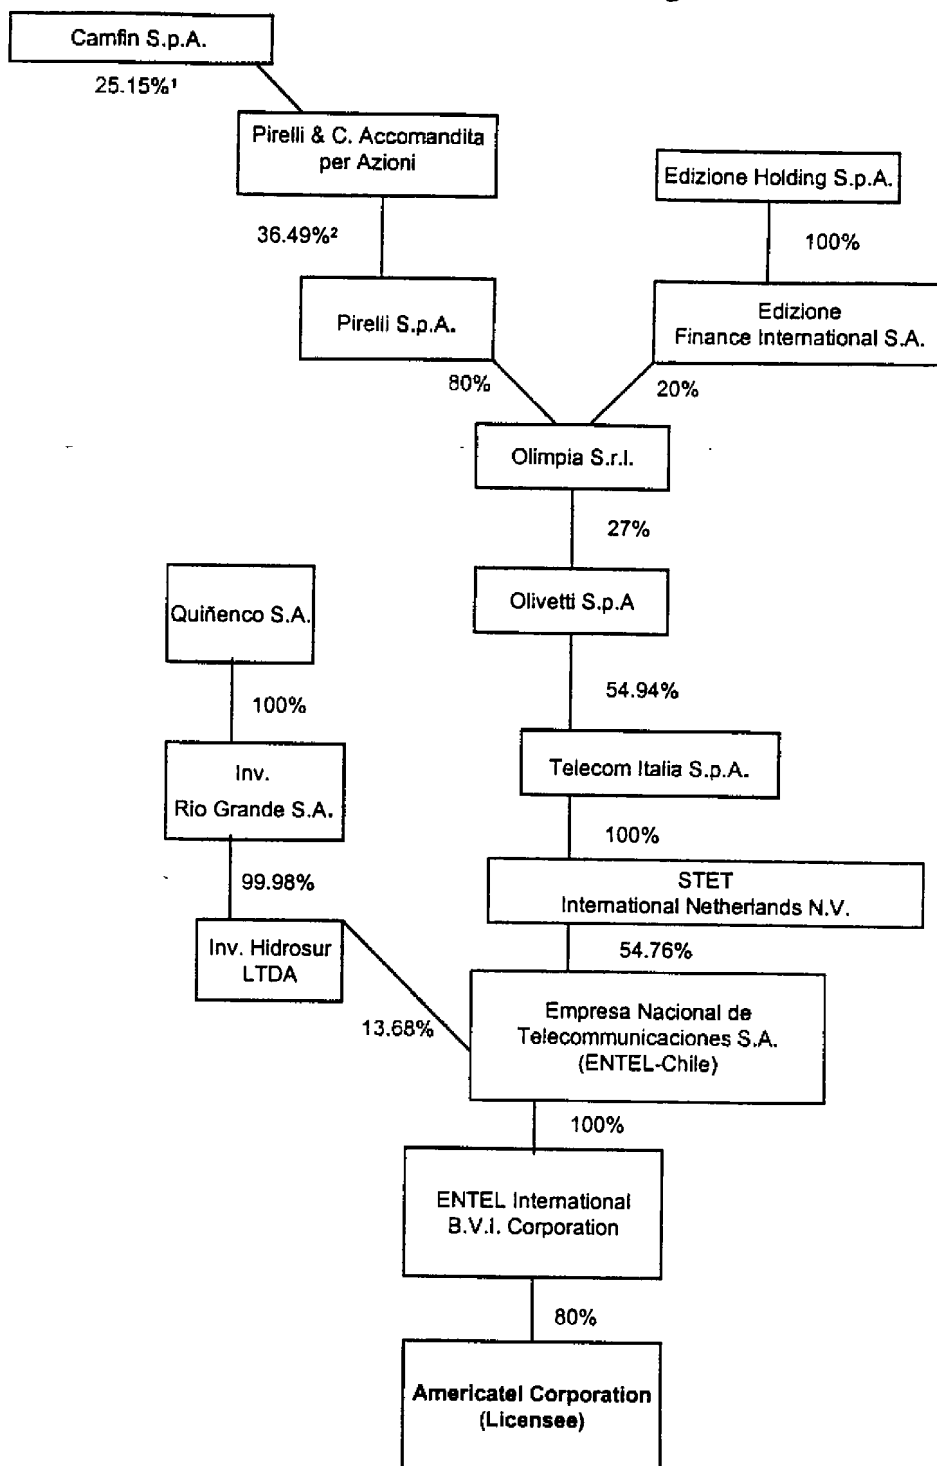 Camfin S.p.A.
25.15%¹
Pirelli & C. Accomandita
per Azioni
Edizione Holding S.p.A.
36.49%²
100%
Pirelli S.p.A.
Edizione
Finance International S.A.
80%
20%
Olimpia S.r.l.
27%
Quiñenco S.A.
Olivetti S.p.A
100%
54.94%
Inv.
Rio Grande S.A.
Telecom Italia S.p.A.
100%
99.98%
STET
International Netherlands N.V.
Inv. Hidrosur
LTDA
54.76%
13.68%
Empresa Nacional de
Telecommunicaciones S.A.
(ENTEL-Chile)
100%
ENTEL International
B.V.I. Corporation
80%
Americatel Corporation
(Licensee)